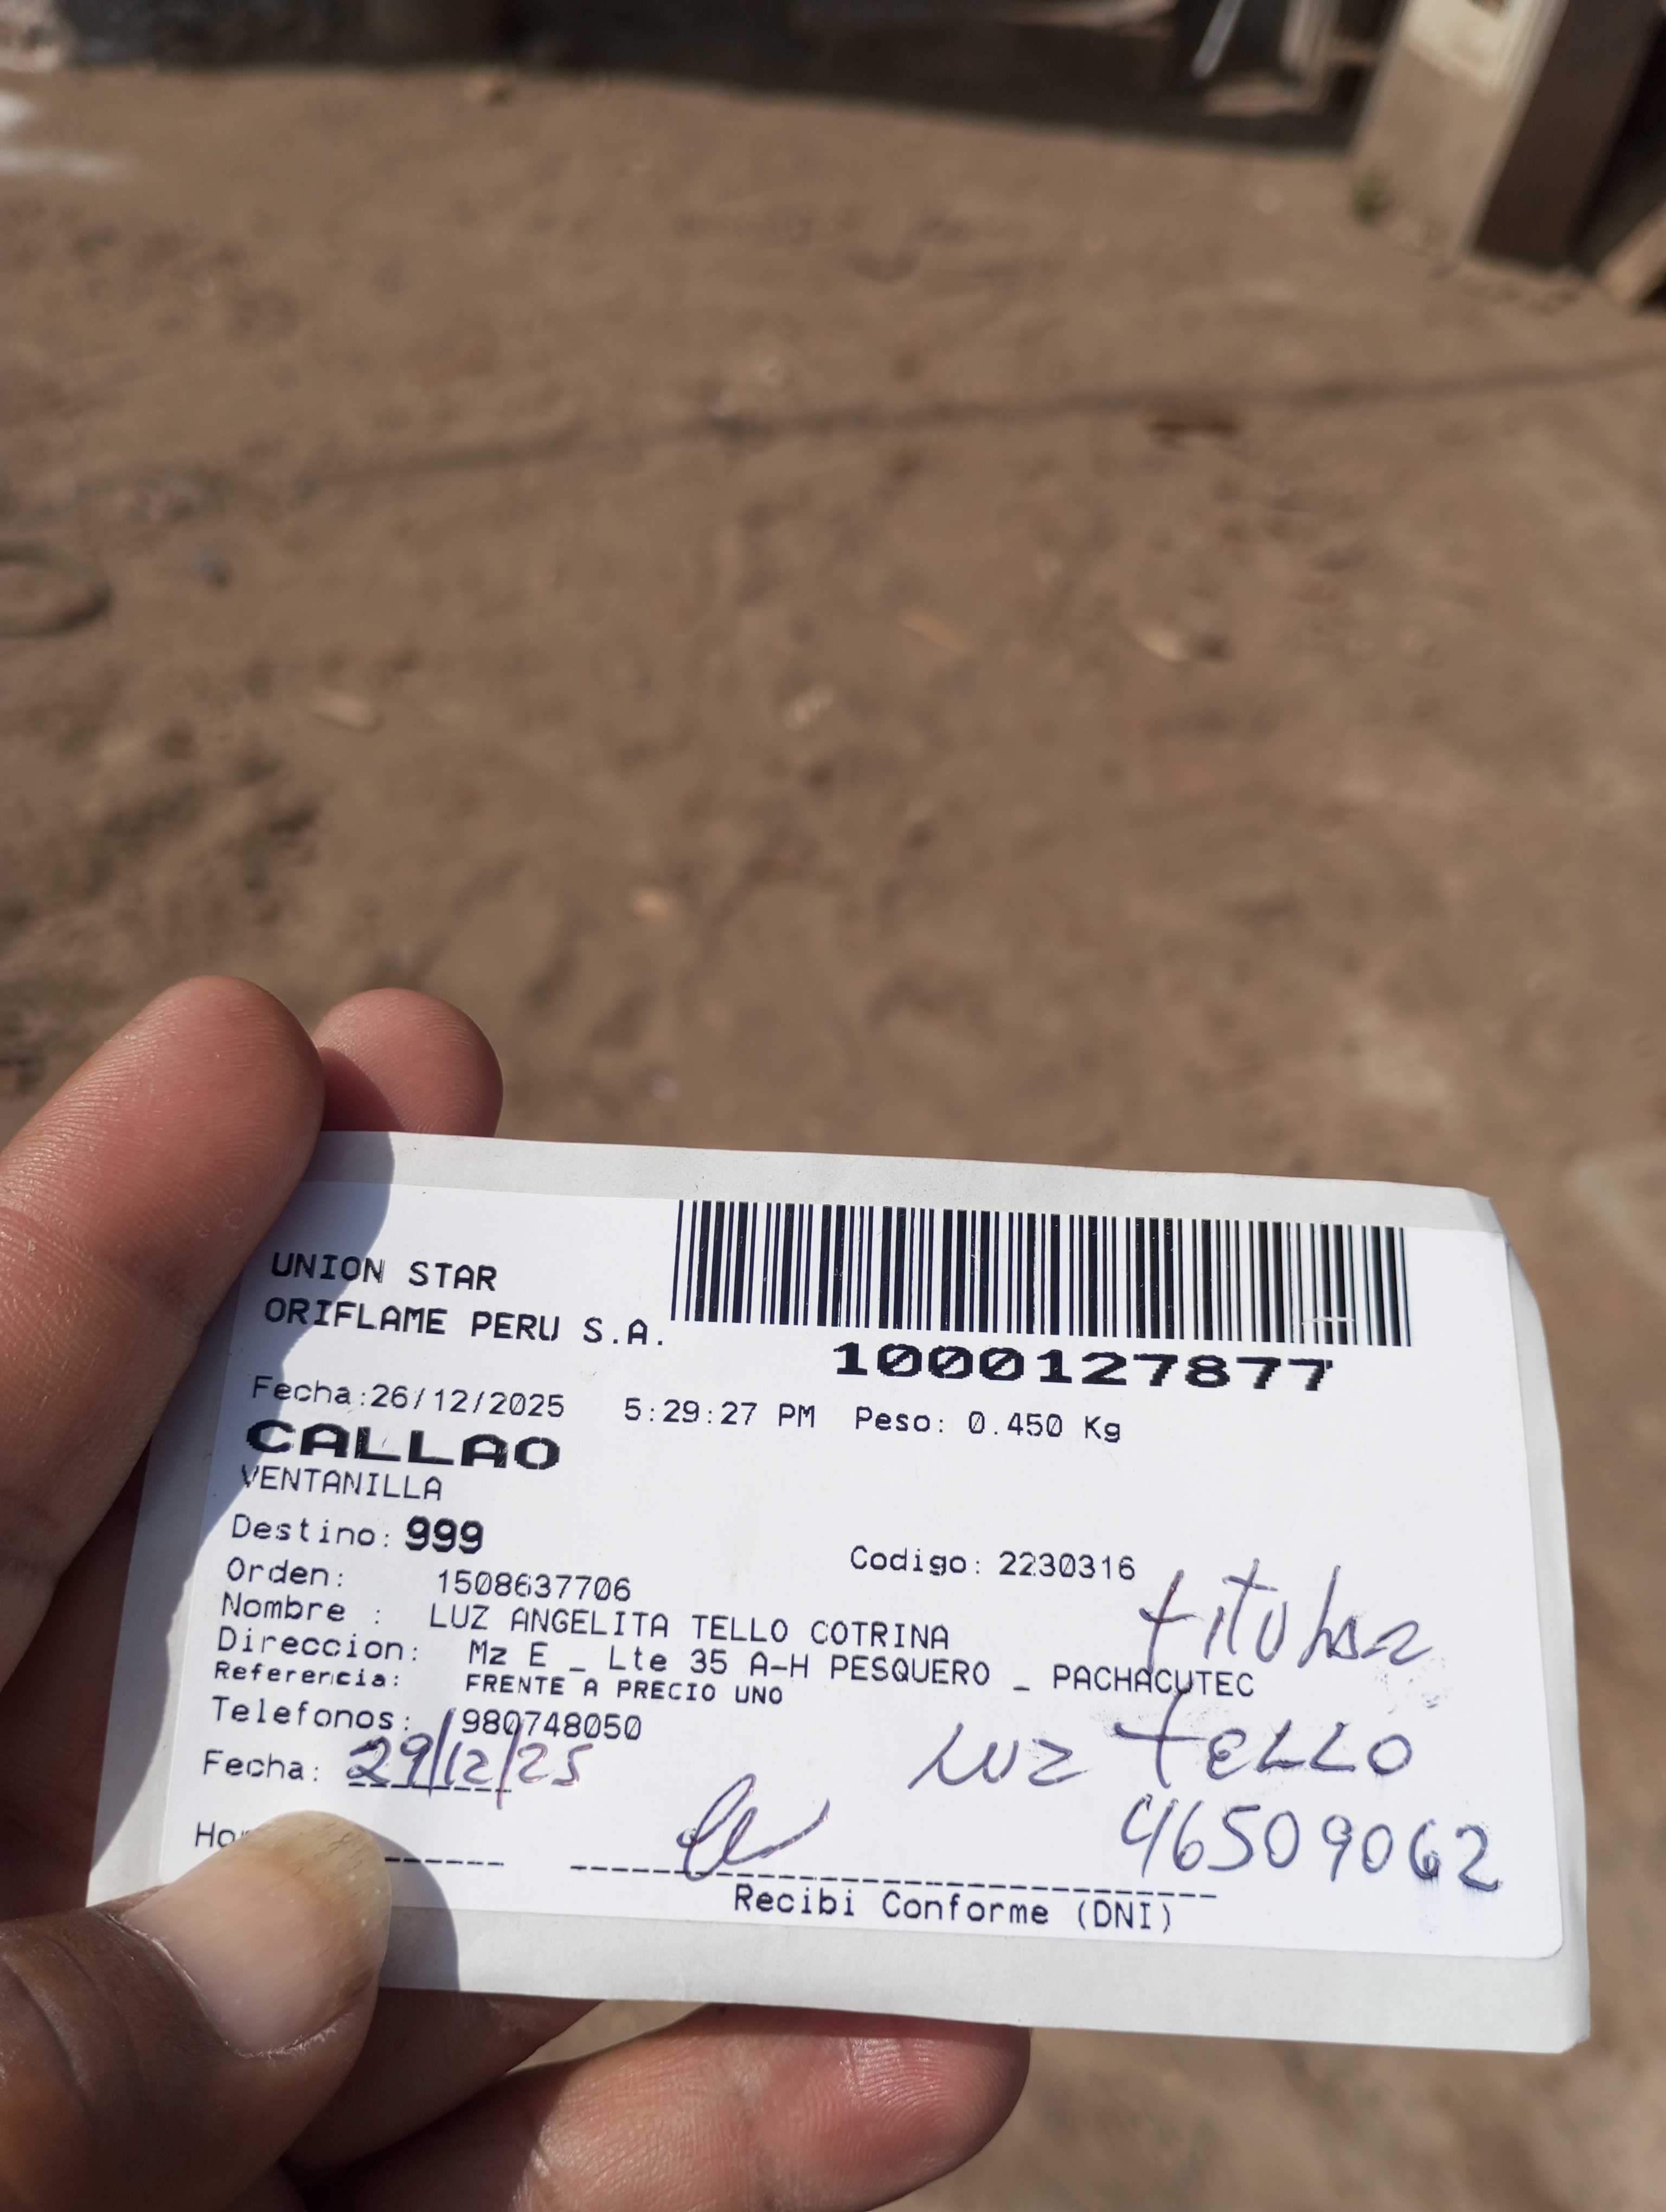 UNION STAR
ORIFLAME PERU S.A.
1000127877
Fecha:26/12/2025 5:29:27 PM Peso: 0.450 Kg
CALLAO
VENTANILLA
Destino: 999
Codigo: 2230316
Orden: 1508637706
titular
Nombre : LUZ ANGELITA TELLO COTRINA
Direccion: Mz E _ Lte 35 A-H PESQUERO _ PACHACUTEC
Referencia: FRENTE A PRECIO UNO
Telefonos: 980748050
Luz tELLO
Fecha: 29/12/25
46509062
Recibi Conforme (DNI)